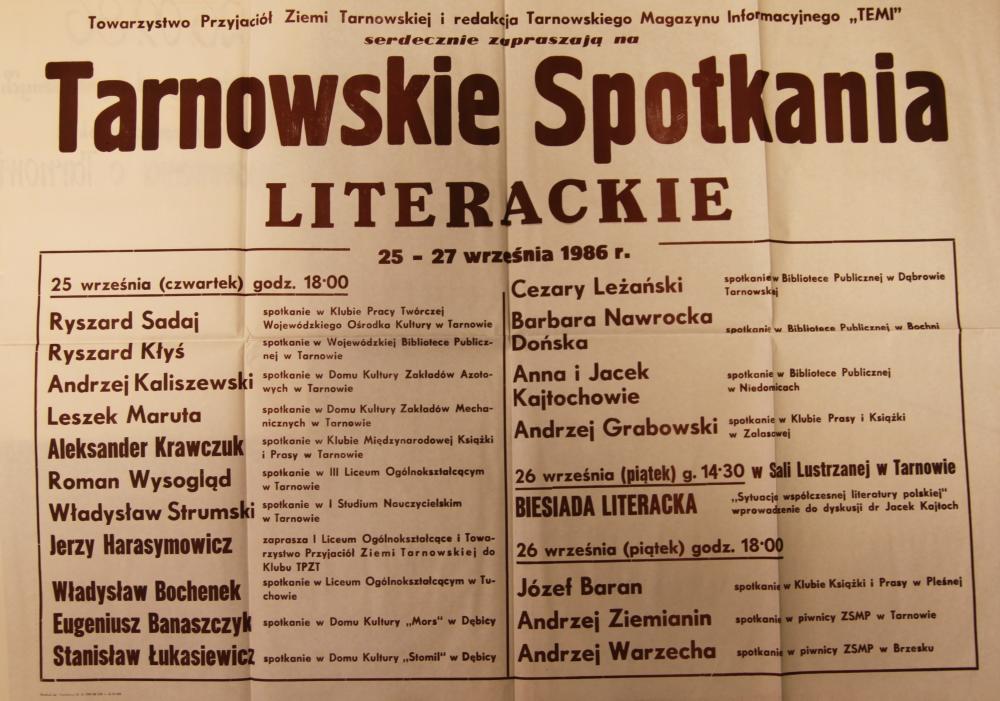 Towarzystwo Przyjaciół Ziemi Tarnowskiej i redakcja Tarnowskiego Magazynu Informacyjnego „TEMI”
serdecznie zapraszają na
Tarnowskie Spotkania
LITERACKIE
25 – 27 września 1986 r.
25 września (czwartek) godz. 18·00
Ryszard Sadaj
spotkanie w Klubie Pracy Twórczej
Wojewódzkiego Ośrodka Kultury w Tarnowie
Ryszard Kłyś
spotkanie w Wojewódzkiej Bibliotece Publicz-
nej w Tarnowie
Andrzej Kaliszewski
spotkanie w Domu Kultury Zakładów Azoto-
wych w Tarnowie
Leszek Maruta
spotkanie w Domu Kultury Zakładów Mecha-
nicznych w Tarnowie
Aleksander Krawczuk
spotkanie w Klubie Międzynarodowej Książki
i Prasy w Tarnowie
Roman Wysogląd
spotkanie w III Liceum Ogólnokształcącym
w Tarnowie
Władysław Strumski
spotkanie w I Studium Nauczycielskim
w Tarnowie
Jerzy Harasymowicz
zaprasza I Liceum Ogólnokształcące i Towa-
rzystwo Przyjaciół Ziemi Tarnowskiej do
Klubu TPZT
Władysław Bochenek
spotkanie w Liceum Ogólnokształcącym w Tu-
chowie
Eugeniusz Banaszczyk
spotkanie w Domu Kultury „Mors” w Dębicy
Stanisław Łukasiewicz
spotkanie w Domu Kultury „Stomil” w Dębicy
Cezary Leżański
spotkanie w Bibliotece Publicznej w Dąbrowie
Tarnowskiej
Barbara Nawrocka
Dońska
spotkanie w Bibliotece Publicznej w Bochni
Anna i Jacek
Kajtochowie
spotkanie w Bibliotece Publicznej
w Niedomicach
Andrzej Grabowski
spotkanie w Klubie Prasy i Książki
w Zalasowej
26 września (piątek) g. 14·30 w Sali Lustrzanej w Tarnowie
BIESIADA LITERACKA
„Sytuacja współczesnej literatury polskiej”
wprowadzenie do dyskusji dr Jacek Kajtoch
26 września (piątek) godz. 18·00
Józef Baran
spotkanie w Klubie Książki i Prasy w Pleśnej
Andrzej Ziemianin
spotkanie w piwnicy ZSMP w Tarnowie
Andrzej Warzecha
spotkanie w piwnicy ZSMP w Brzesku